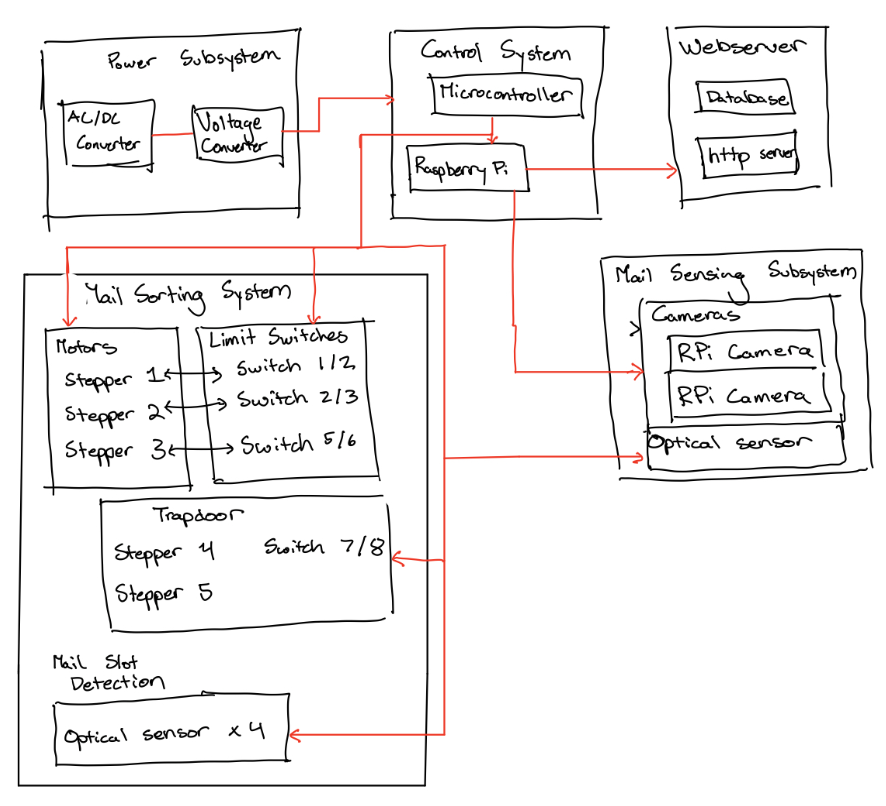 Power Subsystem
AC/DC
Converter
Voltage
Converter
Control System
Microcontroller
Raspberry Pi
Webserver
Database
http server
Mail Sorting System
Motors
Stepper 1
Stepper 2
Stepper 3
Limit Switches
Switch 1/2
Switch 2/3
Switch 5/6
Trapdoor
Stepper 4 Switch 7/8
Stepper 5
Mail Slot
Detection
Optical sensor x 4
Mail Sensing Subsystem
Cameras
RPi Camera
RPi Camera
Optical sensor